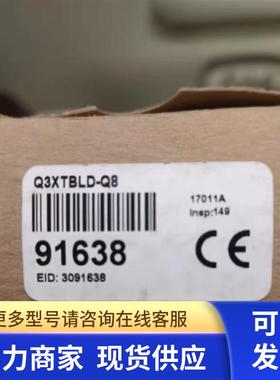 Q3XTBLD-Q8
17011A
Insp:149
91638
CE
EID: 3091638
更多型号请咨询在线客服
力商家 现货供应